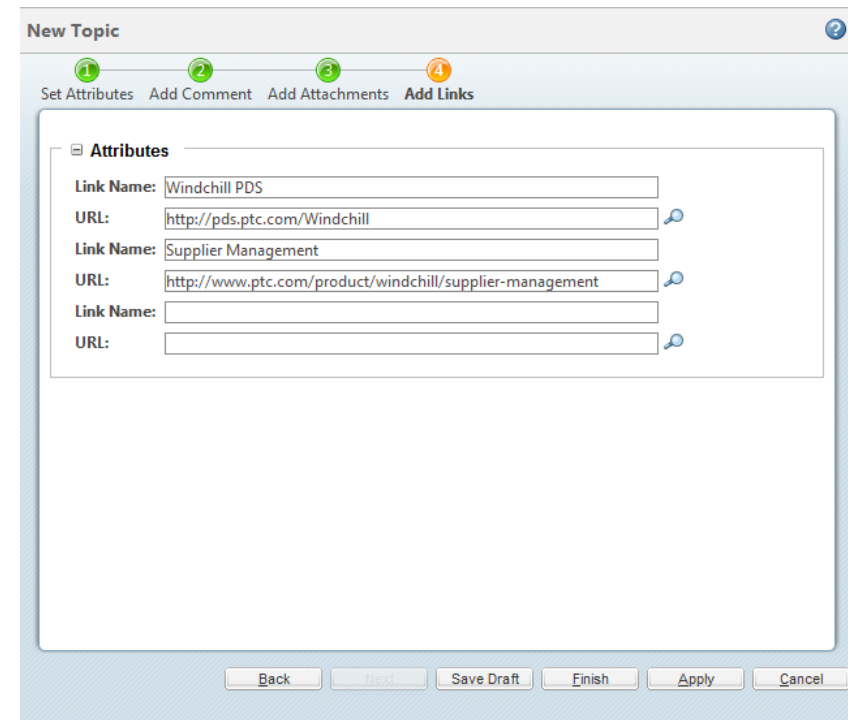 New Topic
1 2 3 4
Set Attributes Add Comment Add Attachments Add Links
Attributes
Link Name: Windchill PDS
URL: http://pds.ptc.com/Windchill
Link Name: Supplier Management
URL: http://www.ptc.com/product/windchill/supplier-management
Link Name:
URL:
Back Next Save Draft Finish Apply Cancel